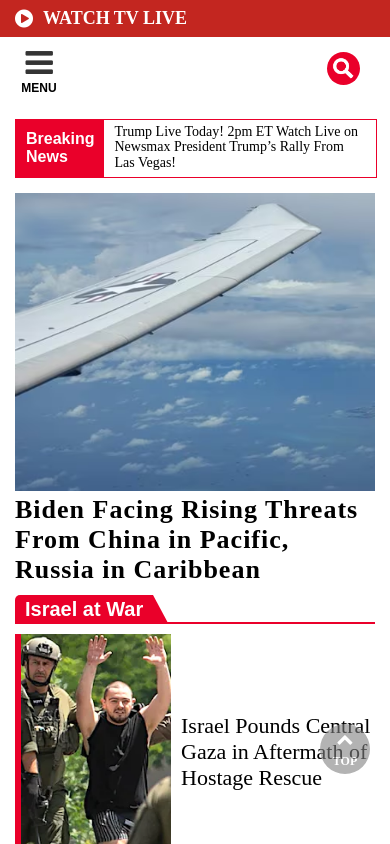 WATCH TV LIVE
MENU
Breaking
News
Trump Live Today! 2pm ET Watch Live on
Newsmax President Trump’s Rally From
Las Vegas!
Biden Facing Rising Threats
From China in Pacific,
Russia in Caribbean
Israel at War
Israel Pounds Central
Gaza in Aftermath of
Hostage Rescue
TOP